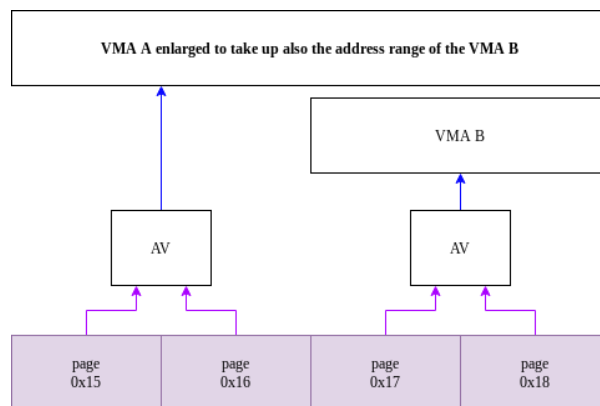 VMA A enlarged to take up also the address range of the VMA B
VMA B
AV
AV
page
0x15
page
0x16
page
0x17
page
0x18